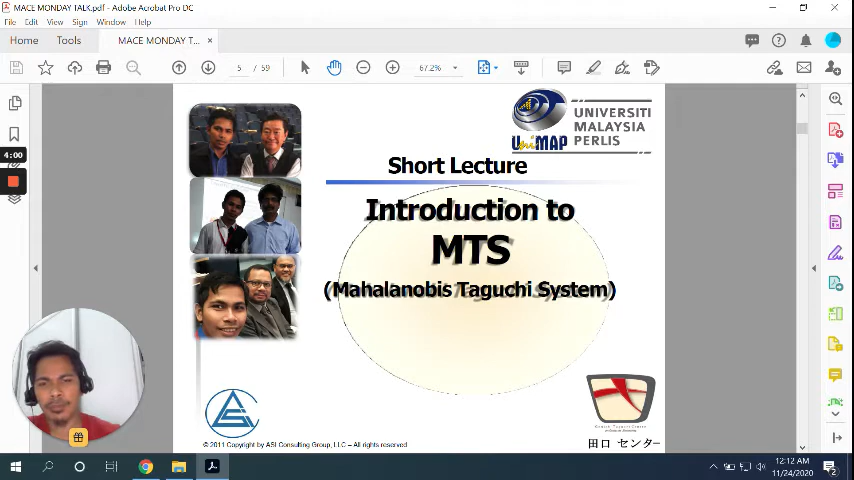 MACE MONDAY TALK.pdf - Adobe Acrobat Pro DC
File Edit View Sign Window Help
Home Tools MACE MONDAY T... ×
5 / 59 67.2%
4:00
UNIVERSITI
MALAYSIA
PERLIS
UniMAP
Short Lecture
Introduction to
MTS
(Mahalanobis Taguchi System)
© 2011 Copyright by ASI Consulting Group, LLC – All rights reserved
田口 センター
12:12 AM
11/24/2020
2